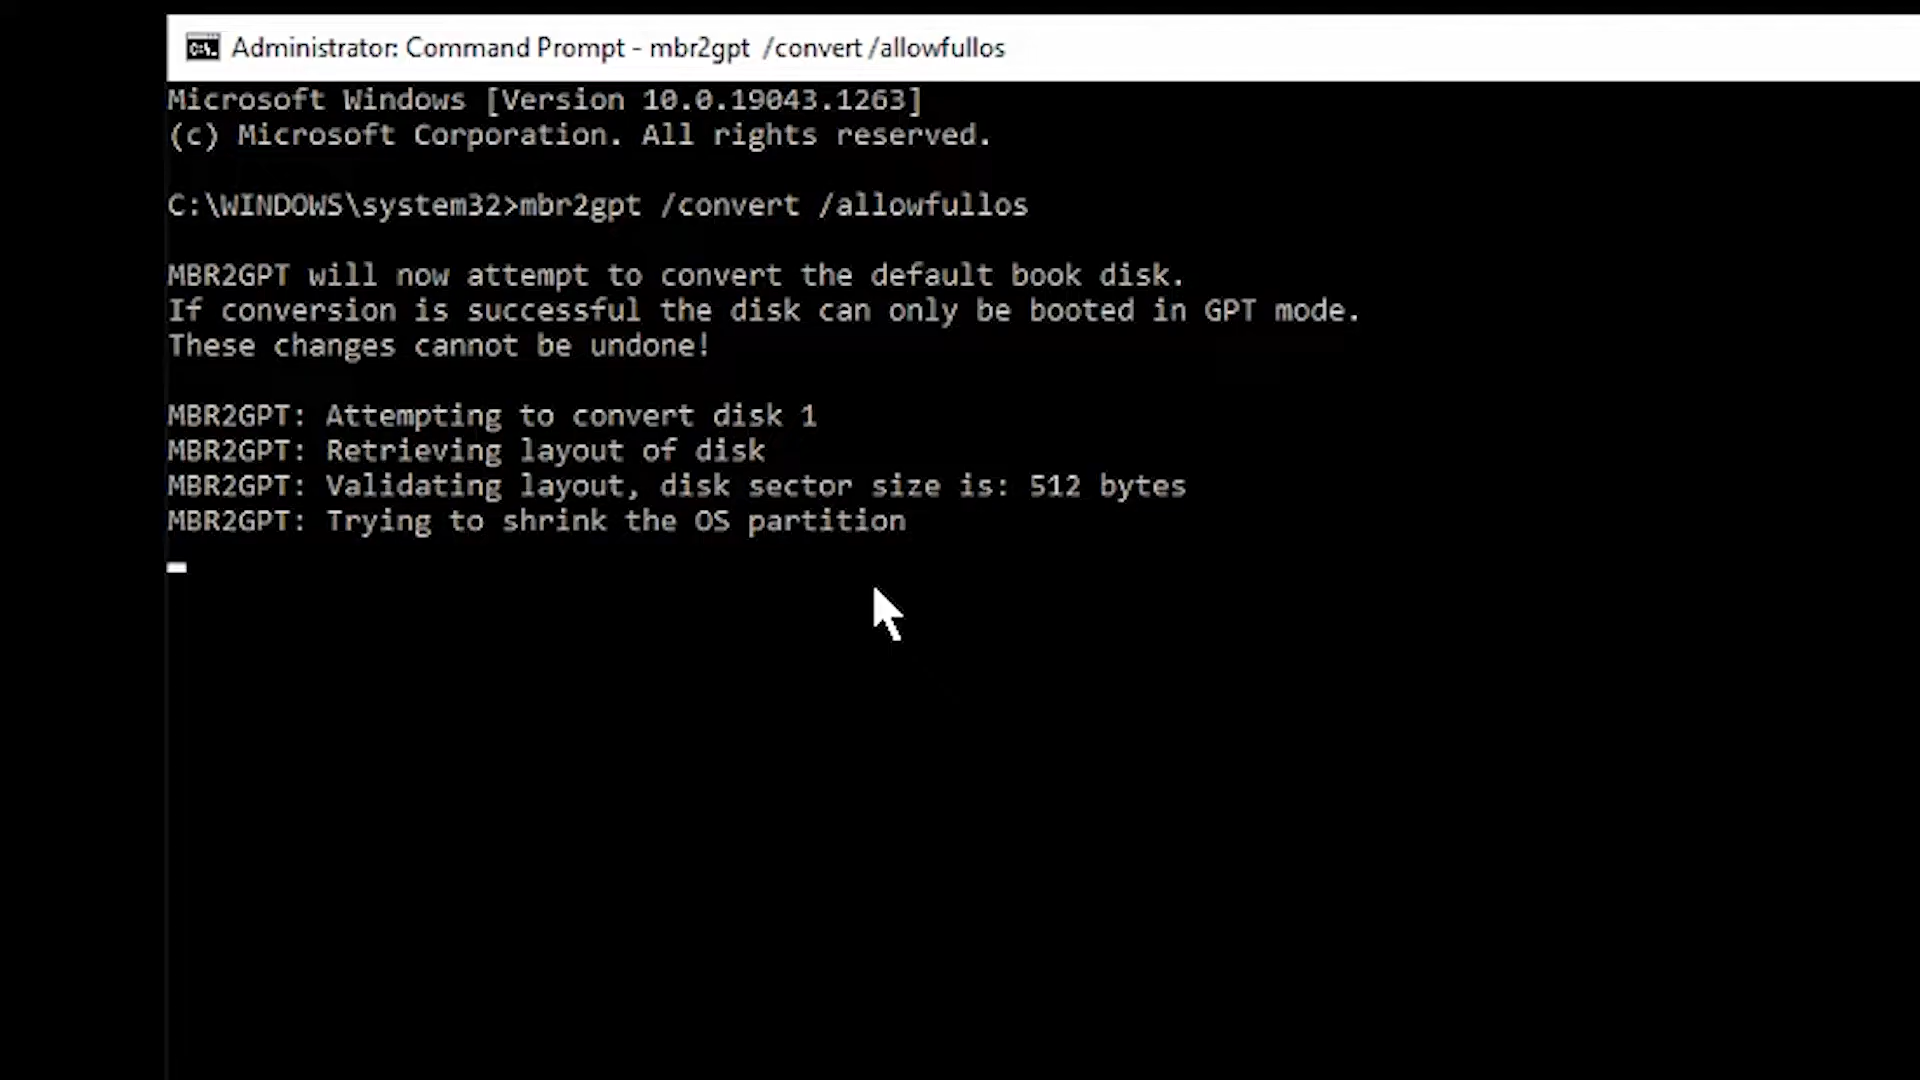 Administrator: Command Prompt - mbr2gpt /convert /allowfullos
Microsoft Windows [Version 10.0.19043.1263]
(c) Microsoft Corporation. All rights reserved.
C:\WINDOWS\system32>mbr2gpt /convert /allowfullos
MBR2GPT will now attempt to convert the default book disk.
If conversion is successful the disk can only be booted in GPT mode.
These changes cannot be undone!
MBR2GPT: Attempting to convert disk 1
MBR2GPT: Retrieving layout of disk
MBR2GPT: Validating layout, disk sector size is: 512 bytes
MBR2GPT: Trying to shrink the OS partition